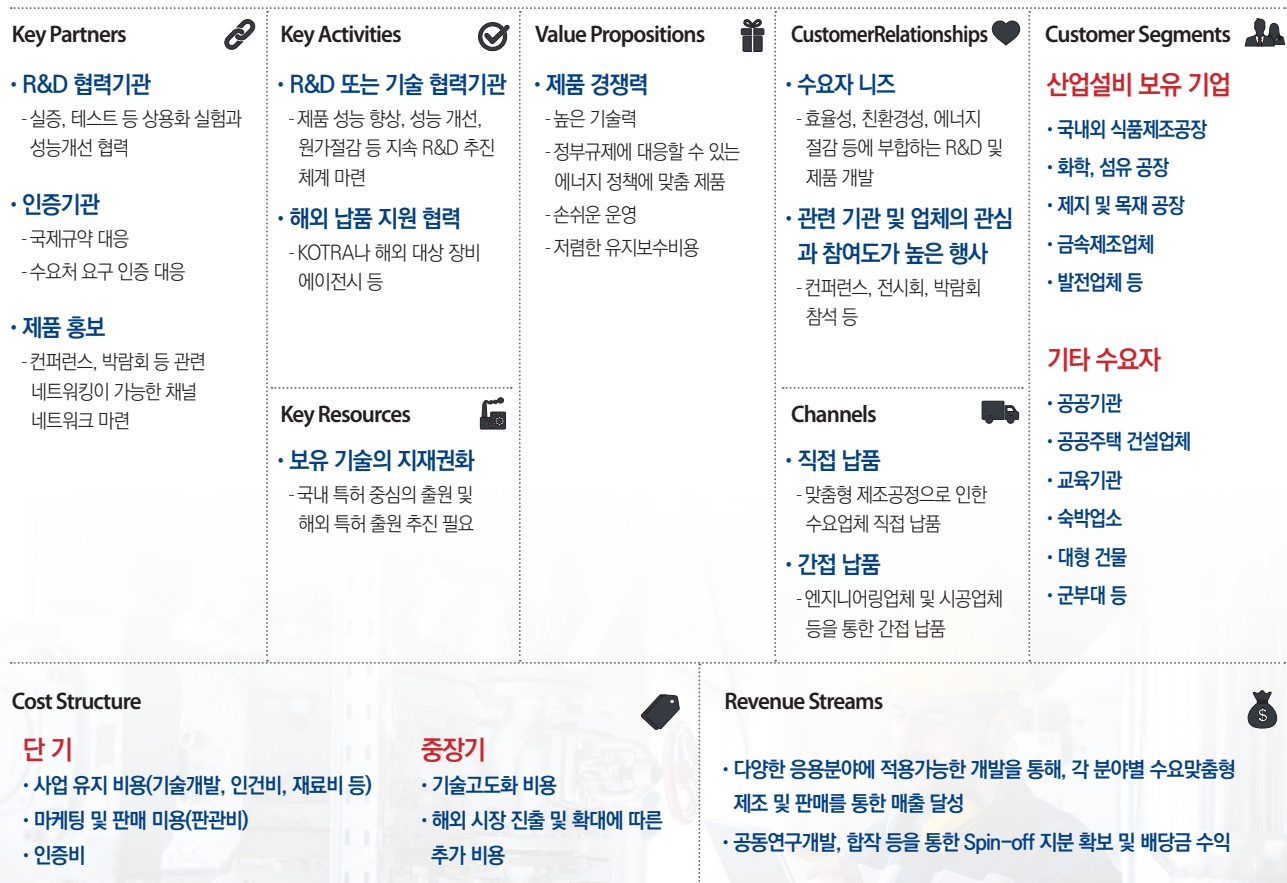 Key Partners
· R&D 협력기관
- 실증, 테스트 등 상용화 실험과
성능개선 협력
· 인증기관
- 국제규약 대응
- 수요처 요구 인증 대응
· 제품 홍보
- 컨퍼런스, 박람회 등 관련
네트워킹이 가능한 채널
네트워크 마련
Key Activities
· R&D 또는 기술 협력기관
- 제품 성능 향상, 성능 개선,
원가절감 등 지속 R&D 추진
체계 마련
· 해외 납품 지원 협력
- KOTRA나 해외 대상 장비
에이전시 등
Key Resources
· 보유 기술의 지재권화
- 국내 특허 중심의 출원 및
해외 특허 출원 추진 필요
Value Propositions
· 제품 경쟁력
- 높은 기술력
- 정부규제에 대응할 수 있는
에너지 정책에 맞춤 제품
- 손쉬운 운영
- 저렴한 유지보수비용
CustomerRelationships
· 수요자 니즈
- 효율성, 친환경성, 에너지
절감 등에 부합하는 R&D 및
제품 개발
· 관련 기관 및 업체의 관심
과 참여도가 높은 행사
- 컨퍼런스, 전시회, 박람회
참석 등
Channels
· 직접 납품
- 맞춤형 제조공정으로 인한
수요업체 직접 납품
· 간접 납품
- 엔지니어링업체 및 시공업체
등을 통한 간접 납품
Customer Segments
산업설비 보유 기업
· 국내외 식품제조공장
· 화학, 섬유 공장
· 제지 및 목재 공장
· 금속제조업체
· 발전업체 등
기타 수요자
· 공공기관
· 공공주택 건설업체
· 교육기관
· 숙박업소
· 대형 건물
· 군부대 등
Cost Structure
단 기
· 사업 유지 비용(기술개발, 인건비, 재료비 등)
· 마케팅 및 판매 미용(판관비)
· 인증비
중장기
· 기술고도화 비용
· 해외 시장 진출 및 확대에 따른
추가 비용
Revenue Streams
$
· 다양한 응용분야에 적용가능한 개발을 통해, 각 분야별 수요맞춤형
제조 및 판매를 통한 매출 달성
· 공동연구개발, 합작 등을 통한 Spin-off 지분 확보 및 배당금 수익